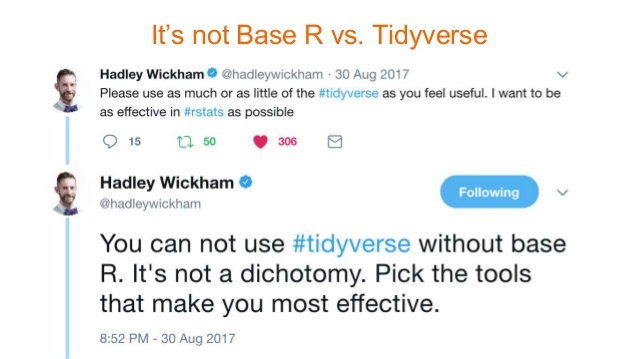 It's not Base R vs. Tidyverse
Hadley Wickham @hadleywickham · 30 Aug 2017
Please use as much or as little of the #tidyverse as you feel useful. I want to be
as effective in #rstats as possible
15 50 306
Hadley Wickham
Following
@hadleywickham
You can not use #tidyverse without base
R. It's not a dichotomy. Pick the tools
that make you most effective.
8:52 PM - 30 Aug 2017